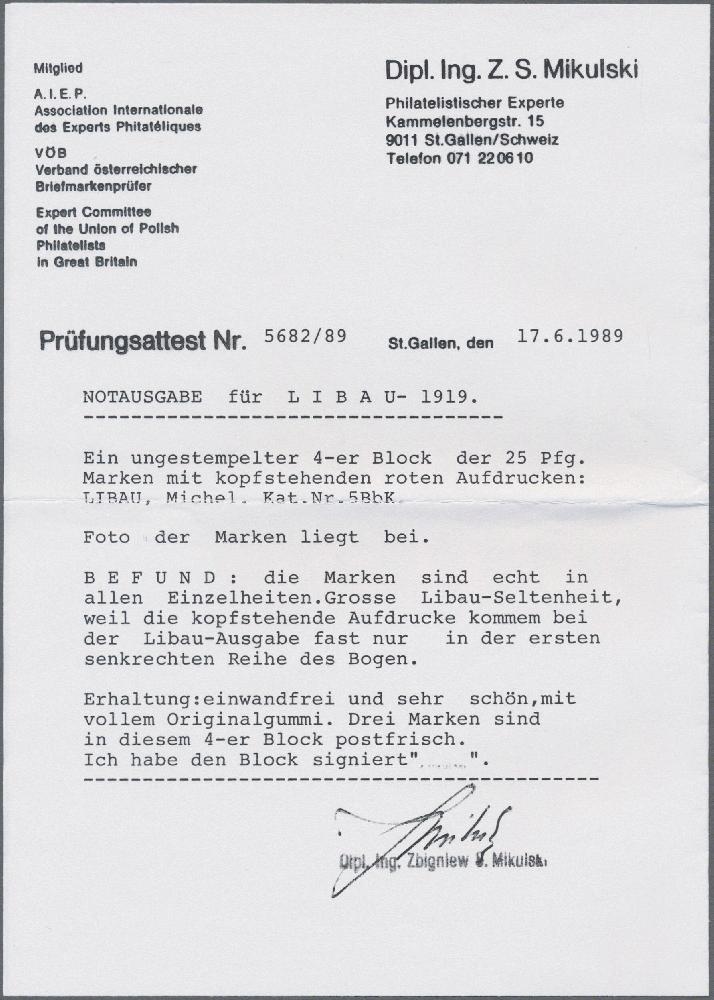 Mitglied
A.I.E.P.
Association Internationale
des Experts Philatéliques
VÖB
Verband österreichischer
Briefmarkenprüfer
Expert Committee
of the Union of Polish
Philatelists
in Great Britain
Dipl. Ing. Z. S. Mikulski
Philatelistischer Experte
Kammelenbergstr. 15
9011 St.Gallen/Schweiz
Telefon 071 220610
Prüfungsattest Nr. 5682/89 St.Gallen, den 17.6.1989
NOTAUSGABE für L I B A U- 1919.
Ein ungestempelter 4-er Block der 25 Pfg.
Marken mit kopfstehenden roten Aufdrucken:
LIBAU, Michel. Kat.Nr.5BbK.
Foto der Marken liegt bei.
B E F U N D : die Marken sind echt in
allen Einzelheiten.Grosse Libau-Seltenheit,
weil die kopfstehende Aufdrucke kommem bei
der Libau-Ausgabe fast nur in der ersten
senkrechten Reihe des Bogen.
Erhaltung:einwandfrei und sehr schön,mit
vollem Originalgummi. Drei Marken sind
in diesem 4-er Block postfrisch.
Ich habe den Block signiert" ".
Dipl. Ing. Zbigniew S. Mikulski